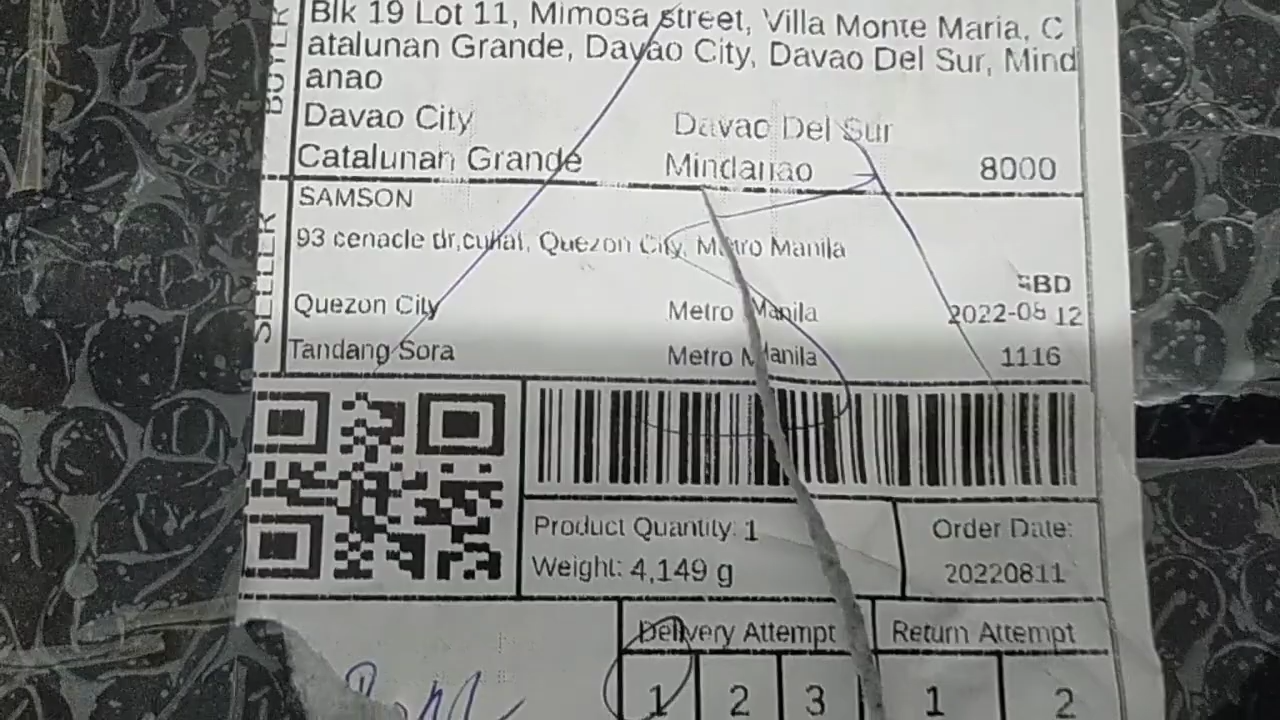 BUYER
Blk 19 Lot 11, Mimosa street, Villa Monte Maria, C
atalunan Grande, Davao City, Davao Del Sur, Mind
anao
Davao City Davao Del Sur
Catalunan Grande Mindanao 8000
SELLER
SAMSON
93 cenacle dr,culiat, Quezon City, Metro Manila
SBD
Quezon City Metro Manila 2022-08-12
Tandang Sora Metro Manila 1116
Product Quantity: 1 Order Date:
Weight: 4,149 g 20220811
Delivery Attempt Return Attempt
1 2 3 1 2